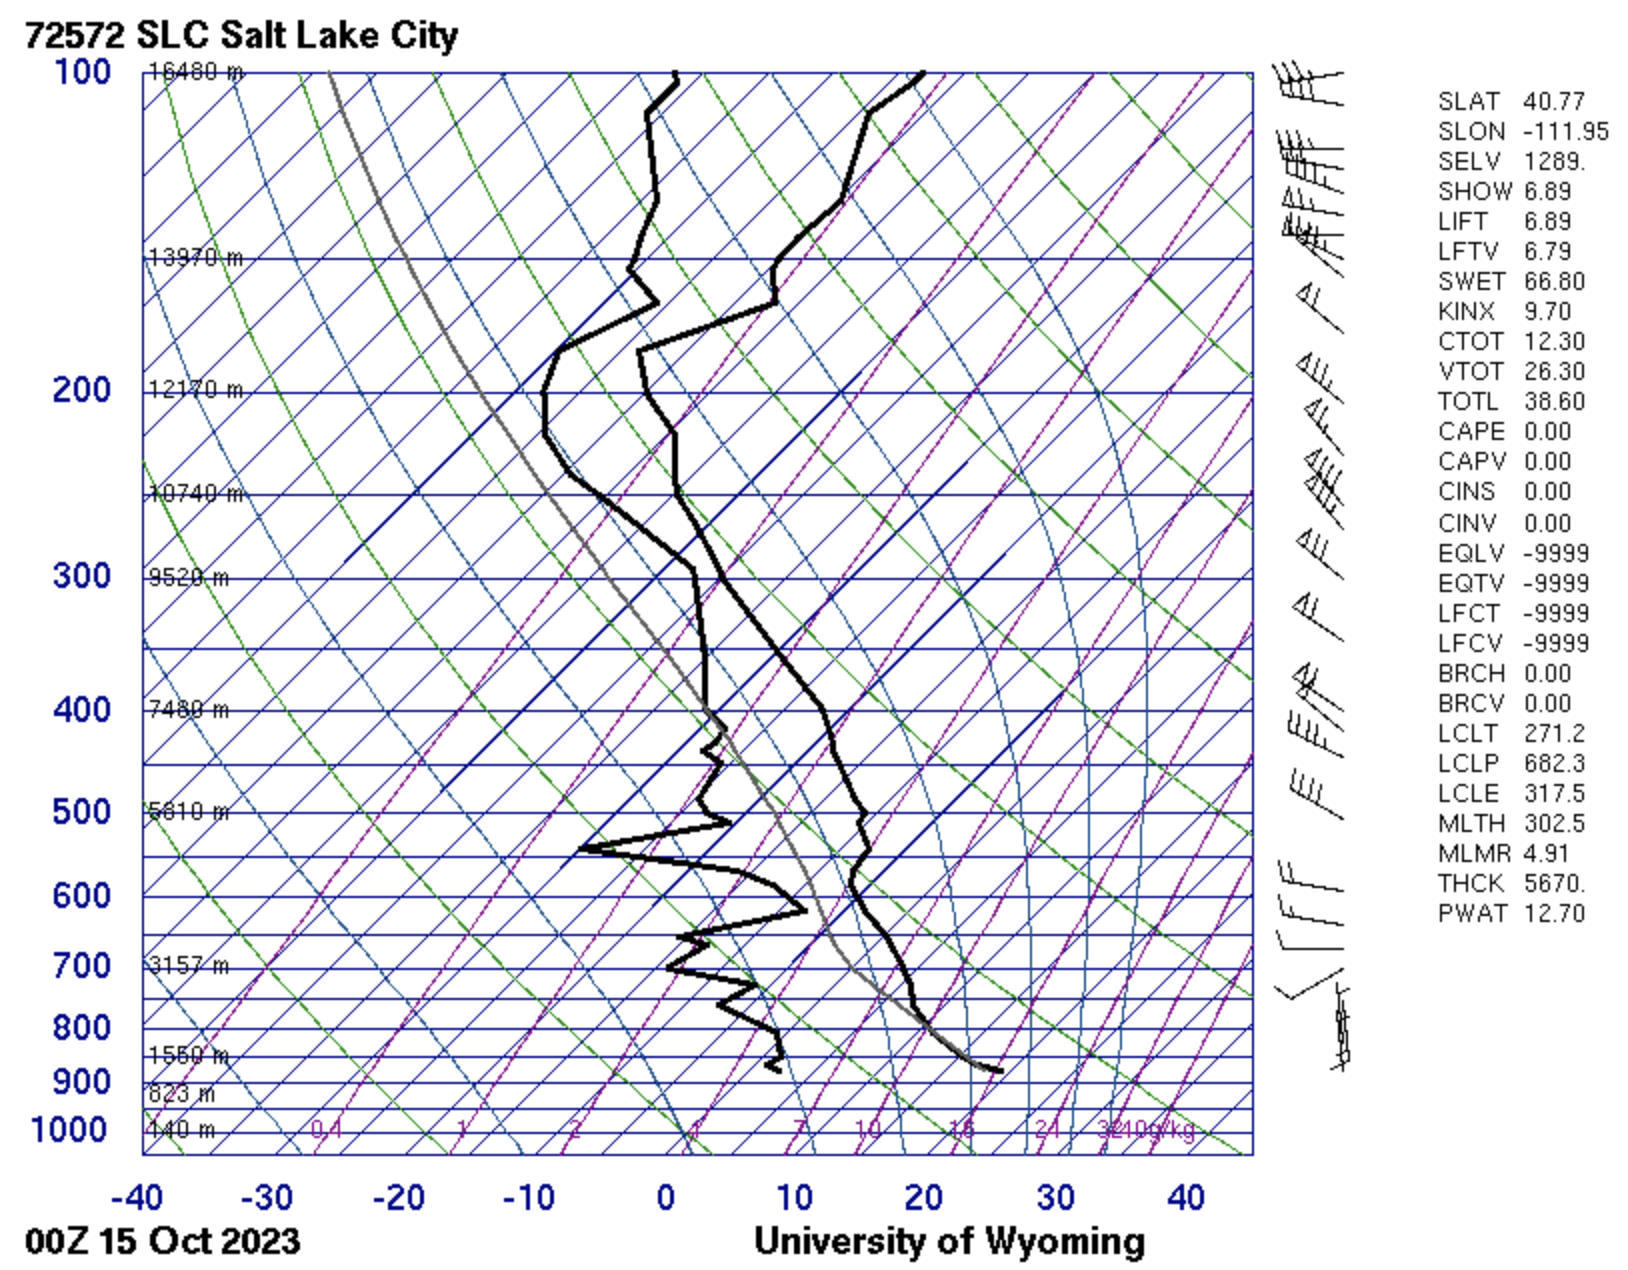 72572 SLC Salt Lake City
100 16480 m
13970 m
200 12170 m
10740 m
300 9520 m
400 7480 m
500 5810 m
600
700 3157 m
800
1560 m
900
823 m
1000 140 m 0.4 1 2 4 7 10 16 24 32 40g/kg
-40 -30 -20 -10 0 10 20 30 40
00Z 15 Oct 2023 University of Wyoming
SLAT 40.77
SLON -111.95
SELV 1289.
SHOW 6.89
LIFT 6.89
LFTV 6.79
SWET 66.80
KINX 9.70
CTOT 12.30
VTOT 26.30
TOTL 38.60
CAPE 0.00
CAPV 0.00
CINS 0.00
CINV 0.00
EQLV -9999
EQTV -9999
LFCT -9999
LFCV -9999
BRCH 0.00
BRCV 0.00
LCLT 271.2
LCLP 682.3
LCLE 317.5
MLTH 302.5
MLMR 4.91
THCK 5670.
PWAT 12.70